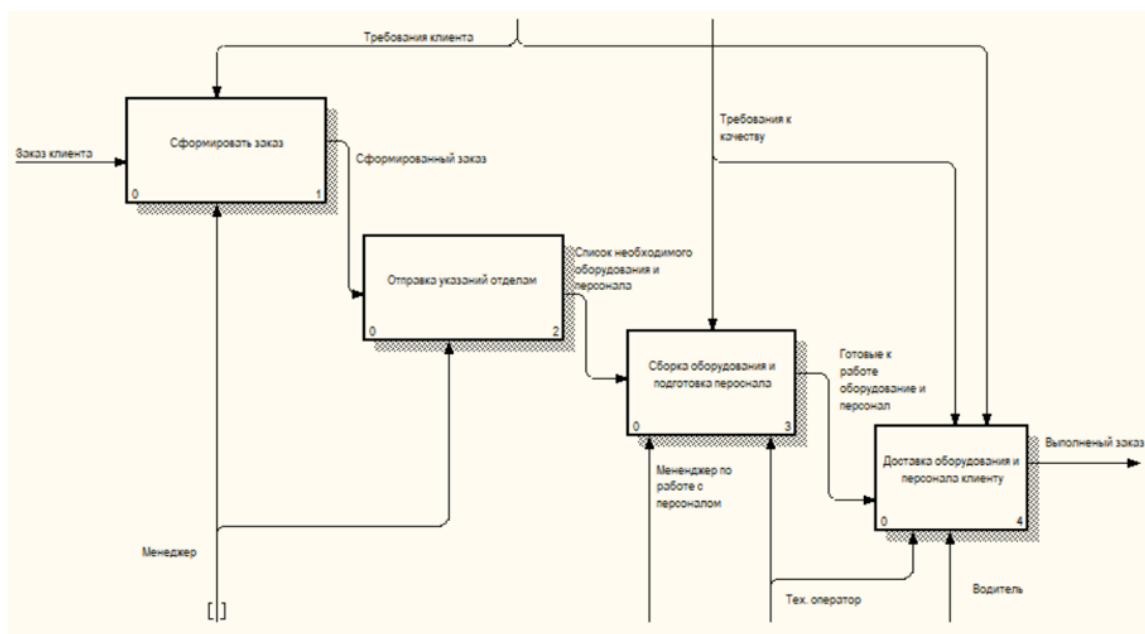 Требования клиента
Сформировать заказ
0
1
Заказ клиента
Сформированный заказ
Требования к
качеству
Отправка указаний отделам
0
2
Список необходимого
оборудования и
персонала
Сборка оборудования и
подготовка пероснала
0
3
Готовые к
работе
оборудование и
персонал
Доставка оборудования и
персонала клиенту
0
4
Выполненый заказ
Мененджер по
работе с
персоналом
Менеджер
Тех. оператор
Водитель